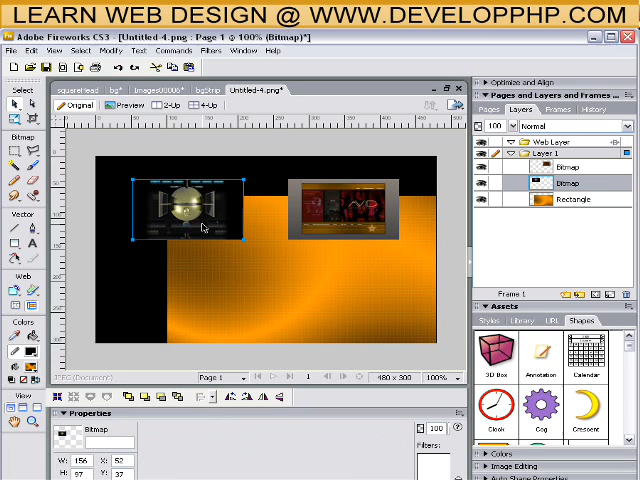 LEARN WEB DESIGN @ WWW.DEVELOPPHP.COM
Adobe Fireworks CS3 - [Untitled-4.png : Page 1 @ 100% (Bitmap)*]
File Edit View Select Modify Text Commands Filters Window Help
Select
squareHead bg* Images00006* bgStrip Untitled-4.png*
Original Preview 2-Up 4-Up
Bitmap
Vector
Web
Colors
View
Optimize and Align
Pages and Layers and Frames
Pages Layers Frames History
100 Normal
Web Layer
Layer 1
Bitmap
Bitmap
Rectangle
Frame 1
Assets
Styles Library URL Shapes
3D Box Annotation Calendar
Clock Cog Crescent
Colors
Image Editing
Auto Shape Properties
JPEG (Document) Page 1 1 480 x 300 100%
Properties
Bitmap
100
Filters:
W: 156 X: 52
H: 97 Y: 37